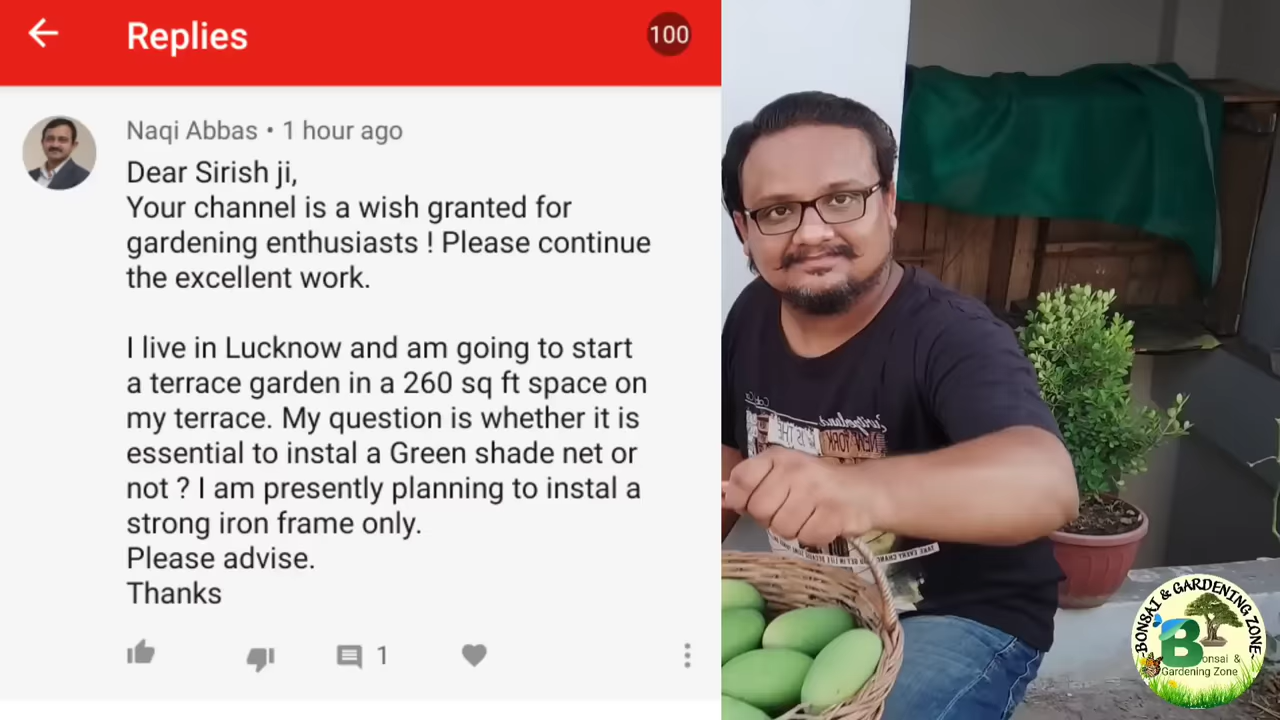 Replies
100
Naqi Abbas • 1 hour ago
Dear Sirish ji,
Your channel is a wish granted for
gardening enthusiasts ! Please continue
the excellent work.
I live in Lucknow and am going to start
a terrace garden in a 260 sq ft space on
my terrace. My question is whether it is
essential to instal a Green shade net or
not ? I am presently planning to instal a
strong iron frame only.
Please advise.
Thanks
1
BONSAI & GARDENING ZONE
B
onsai &
Gardening Zone